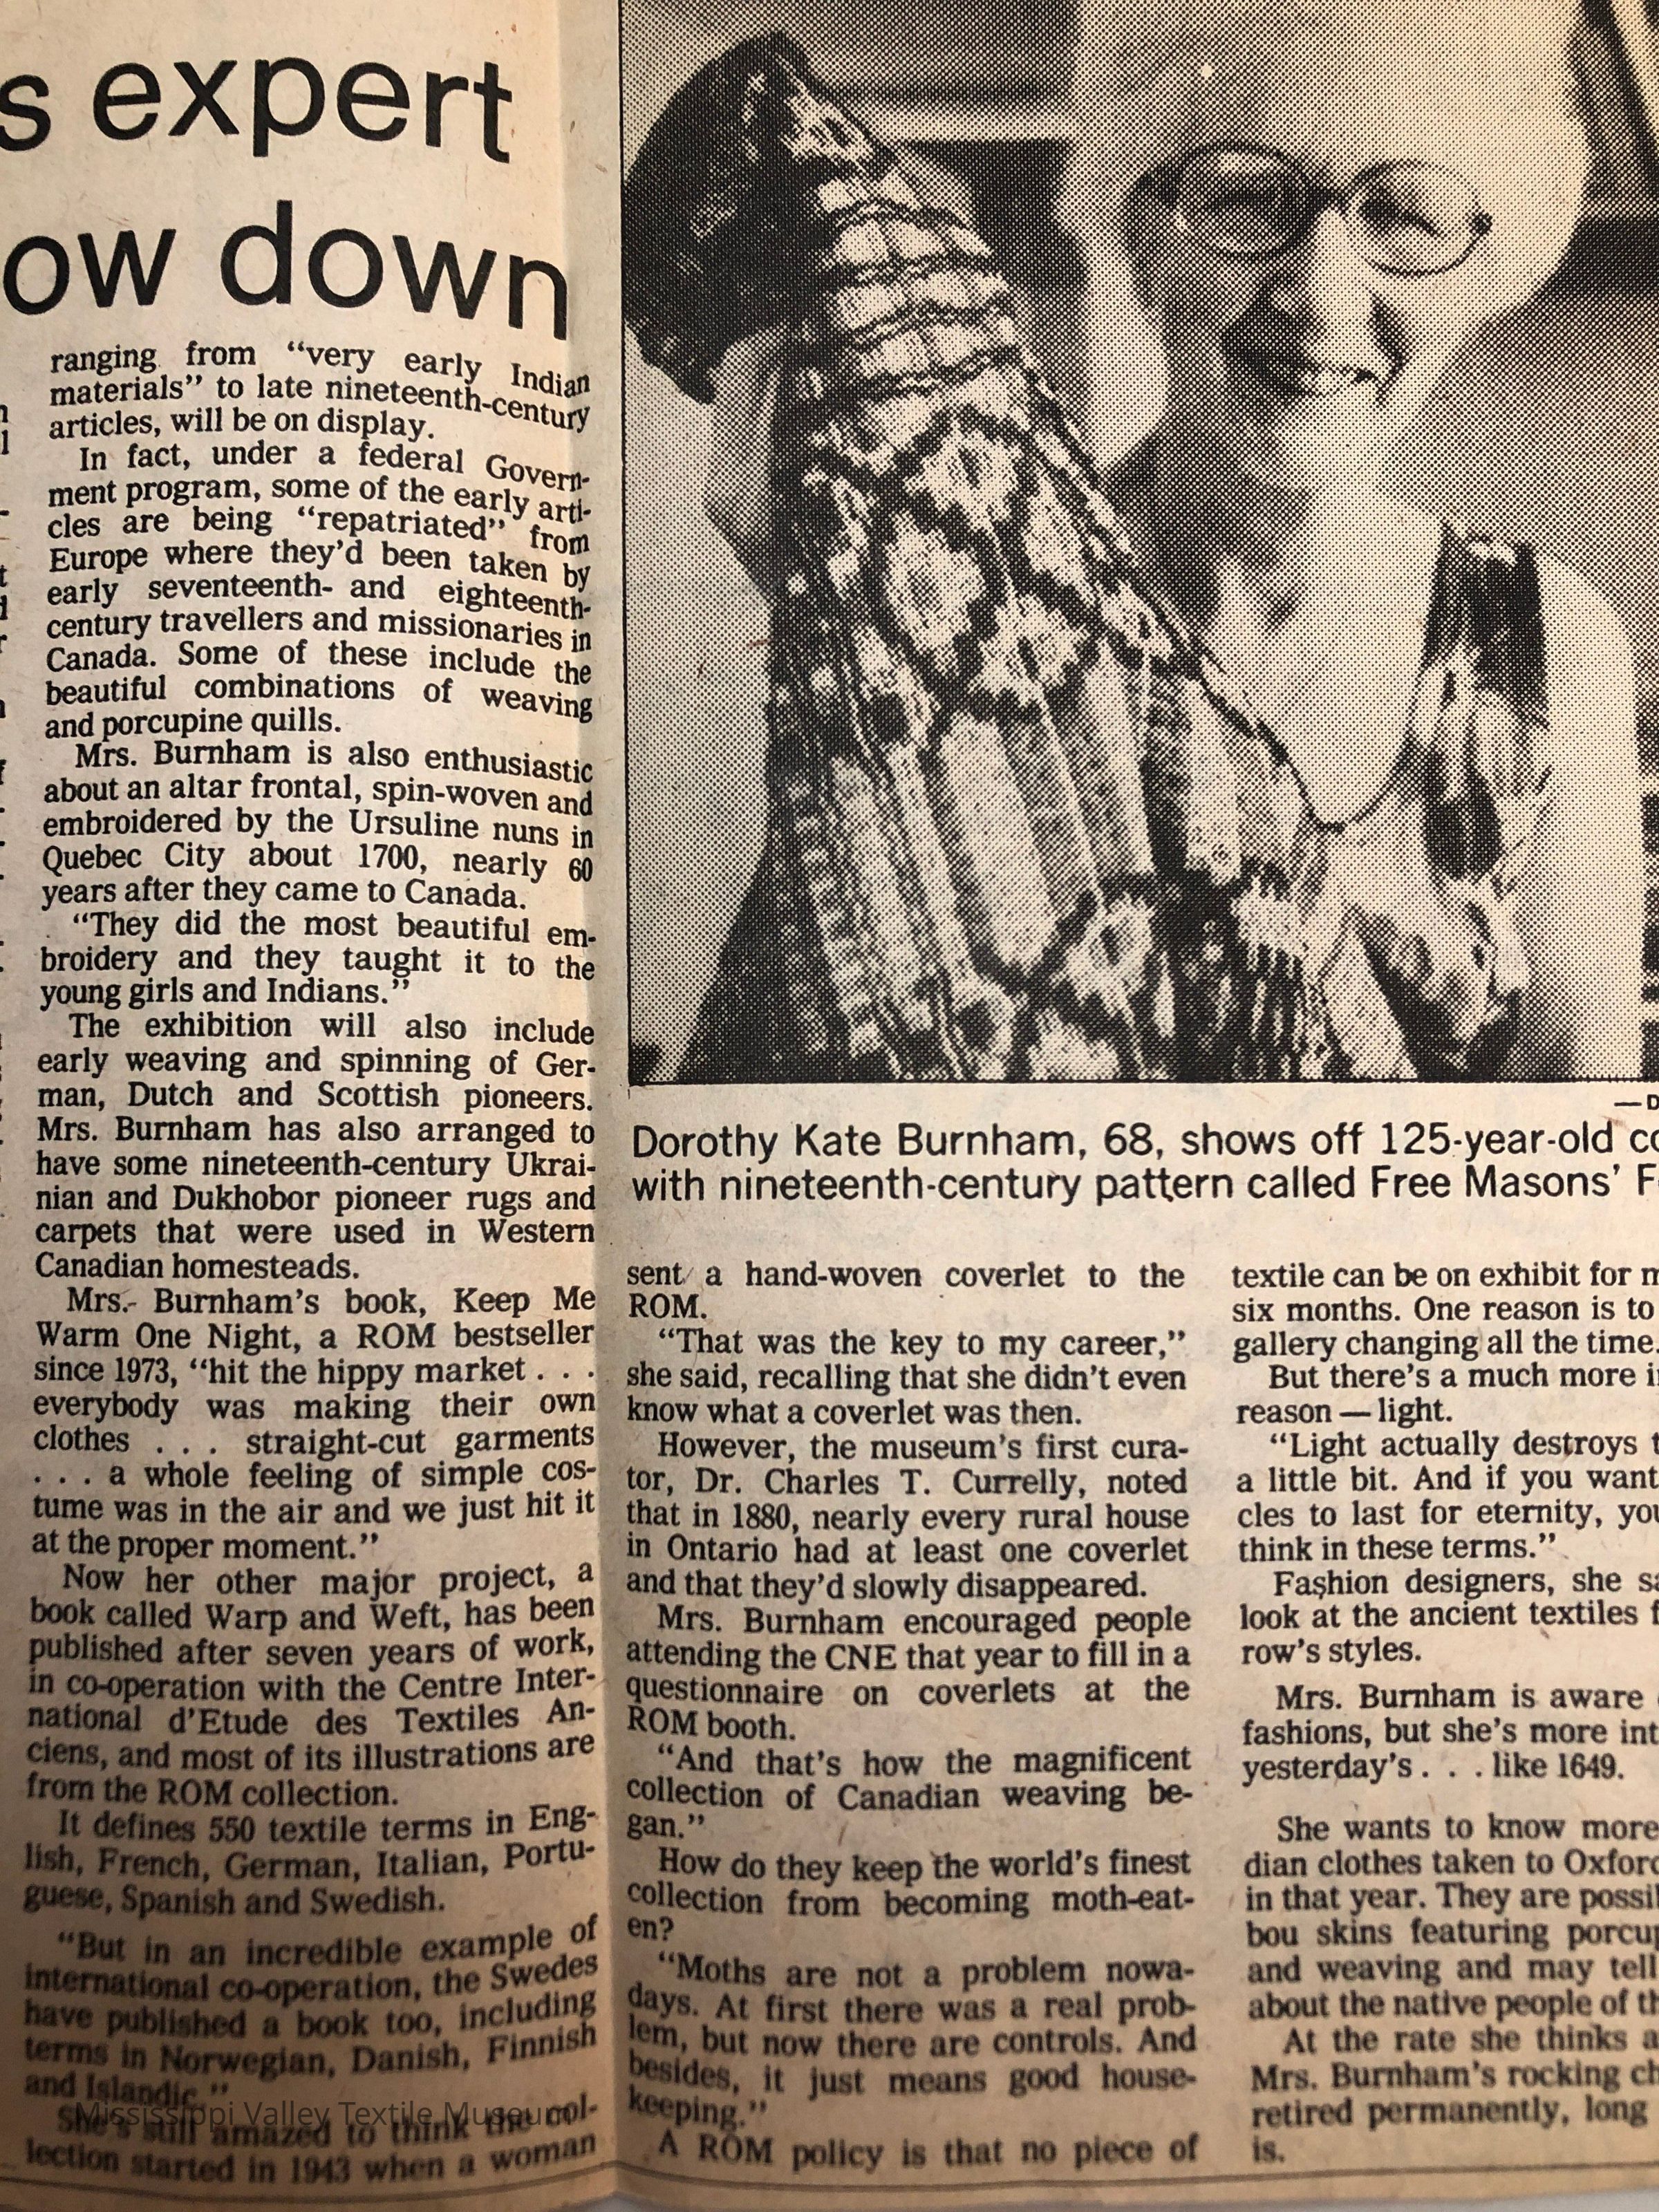 s expert
ow down
ranging from “very early Indian
materials” to late nineteenth-century
articles, will be on display.
In fact, under a federal Govern-
ment program, some of the early arti-
cles are being “repatriated” from
Europe where they’d been taken by
early seventeenth- and eighteenth-
century travellers and missionaries in
Canada. Some of these include the
beautiful combinations of weaving
and porcupine quills.
Mrs. Burnham is also enthusiastic
about an altar frontal, spin-woven and
embroidered by the Ursuline nuns in
Quebec City about 1700, nearly 60
years after they came to Canada.
“They did the most beautiful em-
broidery and they taught it to the
young girls and Indians.”
The exhibition will also include
early weaving and spinning of Ger-
man, Dutch and Scottish pioneers.
Mrs. Burnham has also arranged to
have some nineteenth-century Ukrai-
nian and Dukhobor pioneer rugs and
carpets that were used in Western
Canadian homesteads.
Mrs. Burnham’s book, Keep Me
Warm One Night, a ROM bestseller
since 1973, “hit the hippy market . . .
everybody was making their own
clothes . . . straight-cut garments
. . . a whole feeling of simple cos-
tume was in the air and we just hit it
at the proper moment.”
Now her other major project, a
book called Warp and Weft, has been
published after seven years of work,
in co-operation with the Centre Inter-
national d’Etude des Textiles An-
ciens, and most of its illustrations are
from the ROM collection.
It defines 550 textile terms in Eng-
lish, French, German, Italian, Portu-
guese, Spanish and Swedish.
“But in an incredible example of
international co-operation, the Swedes
have published a book too, including
terms in Norwegian, Danish, Finnish
and Islandic.”
She’s still amazed to think the col-
lection started in 1943 when a woman
—D
Dorothy Kate Burnham, 68, shows off 125-year-old co
with nineteenth-century pattern called Free Masons’ F
sent a hand-woven coverlet to the
ROM.
“That was the key to my career,”
she said, recalling that she didn’t even
know what a coverlet was then.
However, the museum’s first cura-
tor, Dr. Charles T. Currelly, noted
that in 1880, nearly every rural house
in Ontario had at least one coverlet
and that they’d slowly disappeared.
Mrs. Burnham encouraged people
attending the CNE that year to fill in a
questionnaire on coverlets at the
ROM booth.
“And that’s how the magnificent
collection of Canadian weaving be-
gan.”
How do they keep the world’s finest
collection from becoming moth-eat-
en?
“Moths are not a problem nowa-
days. At first there was a real prob-
lem, but now there are controls. And
besides, it just means good house-
keeping.”
A ROM policy is that no piece of
textile can be on exhibit for m
six months. One reason is to
gallery changing all the time.
But there’s a much more i
reason — light.
“Light actually destroys t
a little bit. And if you want
cles to last for eternity, you
think in these terms.”
Fashion designers, she sa
look at the ancient textiles f
row’s styles.
Mrs. Burnham is aware
fashions, but she’s more int
yesterday’s . . . like 1649.
She wants to know more
dian clothes taken to Oxford
in that year. They are possil
bou skins featuring porcup
and weaving and may tell
about the native people of th
At the rate she thinks a
Mrs. Burnham’s rocking ch
retired permanently, long
is.
Mississippi Valley Textile Museum